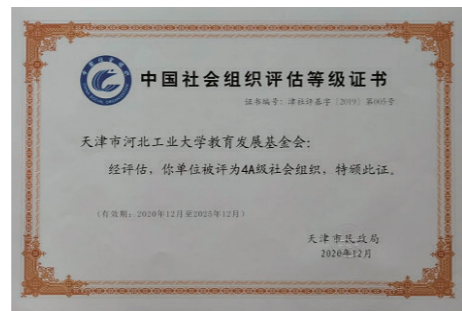 中国社会组织评估等级证书
证书编号：津社评基字〔2019〕第005号
天津市河北工业大学教育发展基金会：
经评估，你单位被评为4A级社会组织，特颁此证。
（有效期：2020年12月至2025年12月）
天津市民政局
2020年12月